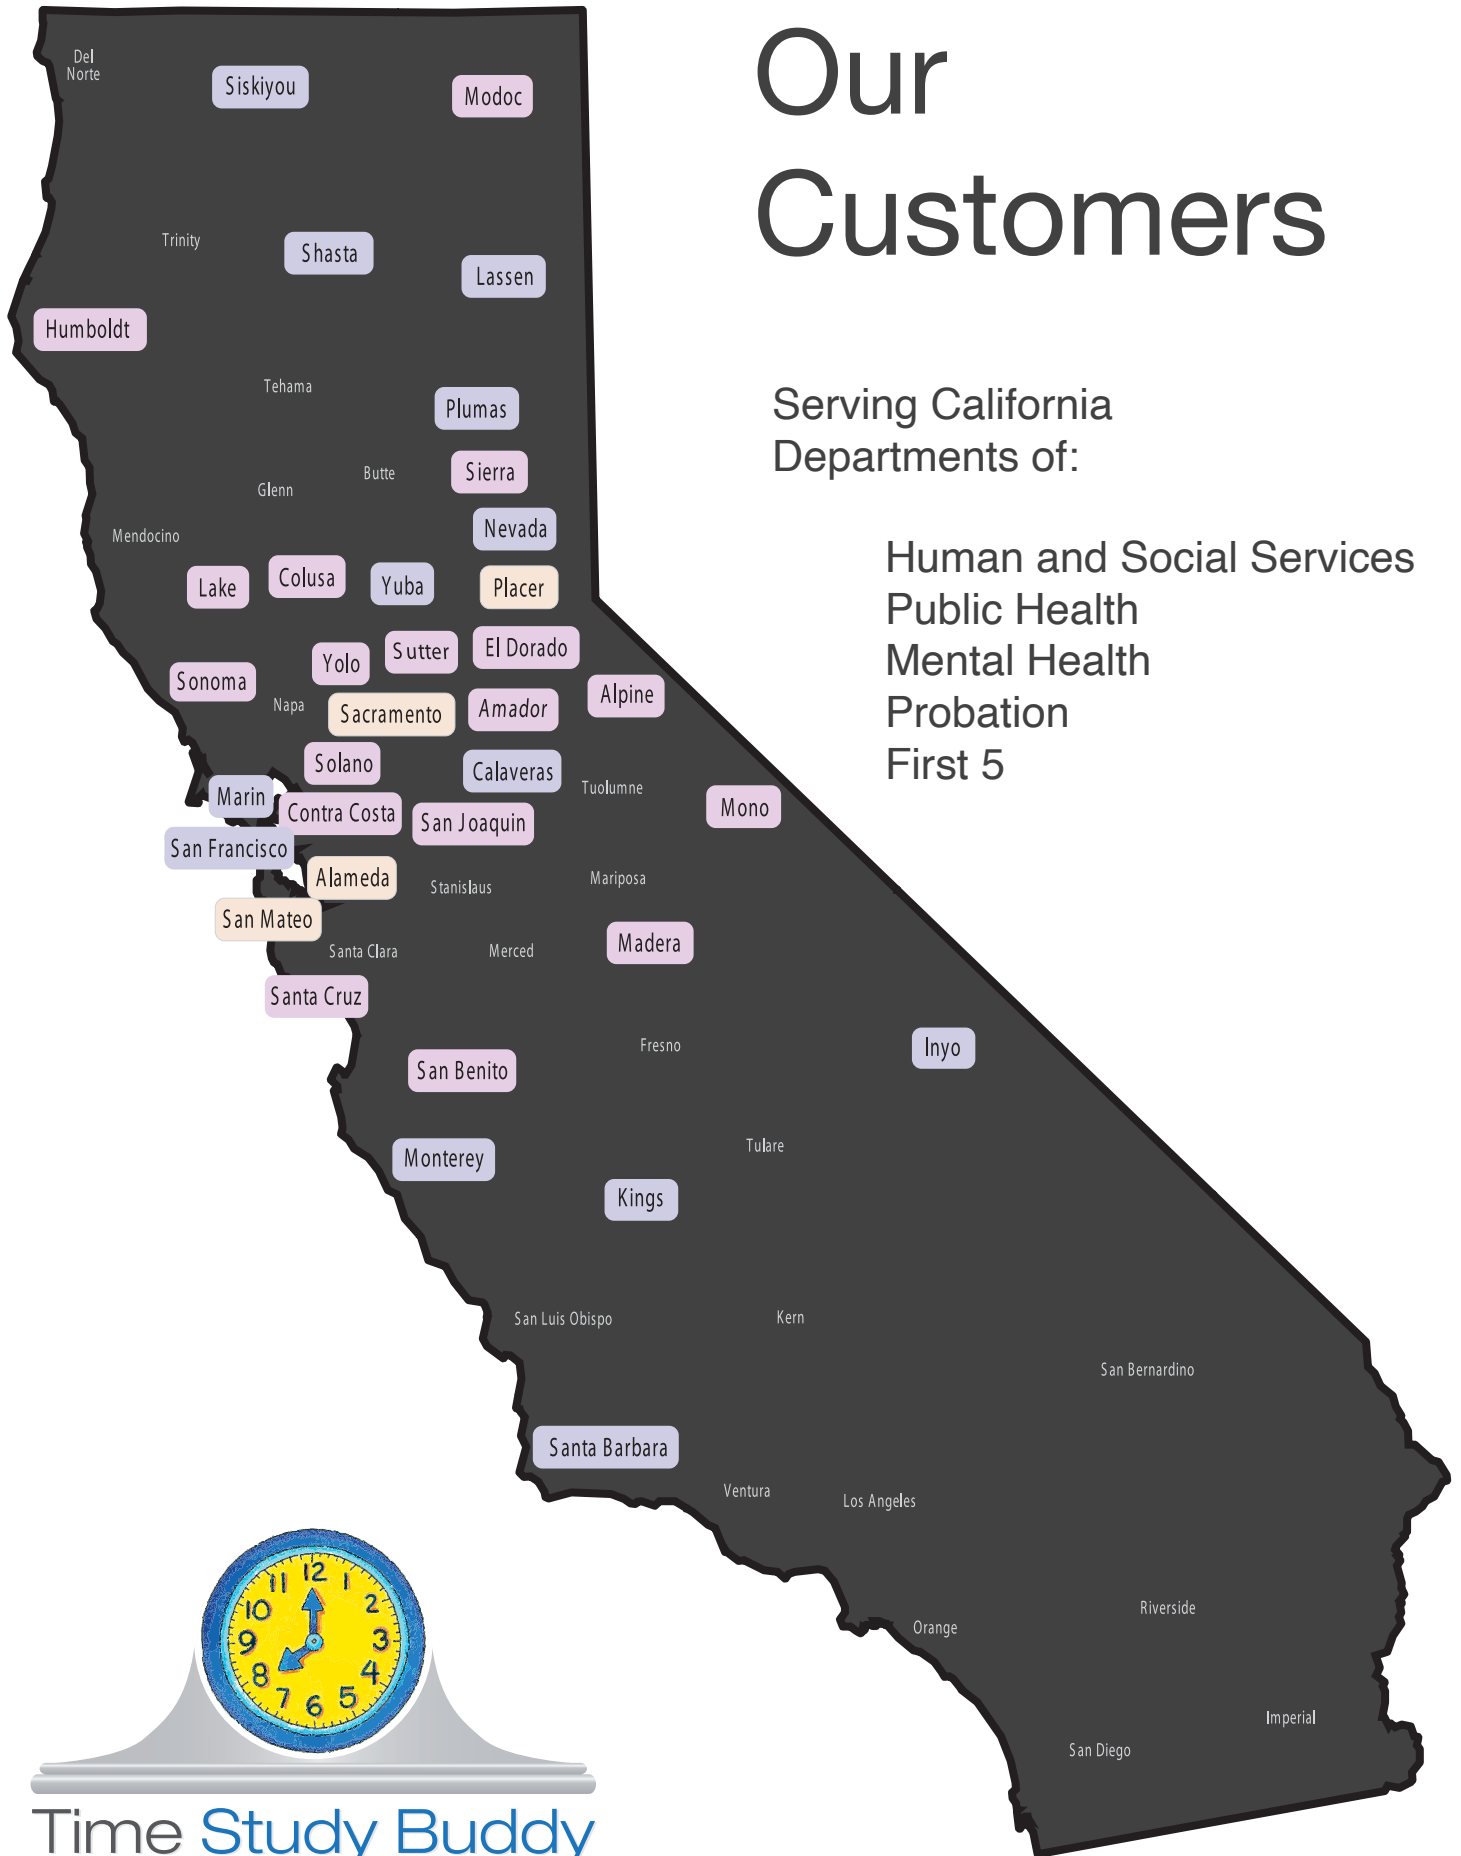 Our
Customers
Serving California
Departments of:
Human and Social Services
Public Health
Mental Health
Probation
First 5
Del
Norte
Siskiyou
Modoc
Trinity
Shasta
Lassen
Humboldt
Tehama
Plumas
Butte
Sierra
Glenn
Nevada
Mendocino
Lake
Colusa
Yuba
Placer
Sonoma
Yolo
Sutter
El Dorado
Napa
Sacramento
Amador
Alpine
Solano
Calaveras
Tuolumne
Marin
Contra Costa
San Joaquin
Mono
San Francisco
Alameda
Stanislaus
Mariposa
San Mateo
Santa Clara
Merced
Madera
Santa Cruz
Fresno
Inyo
San Benito
Monterey
Tulare
Kings
San Luis Obispo
Kern
San Bernardino
Santa Barbara
Ventura
Los Angeles
Orange
Riverside
Imperial
San Diego
12
1
2
3
4
5
6
7
8
9
10
11
Time Study Buddy